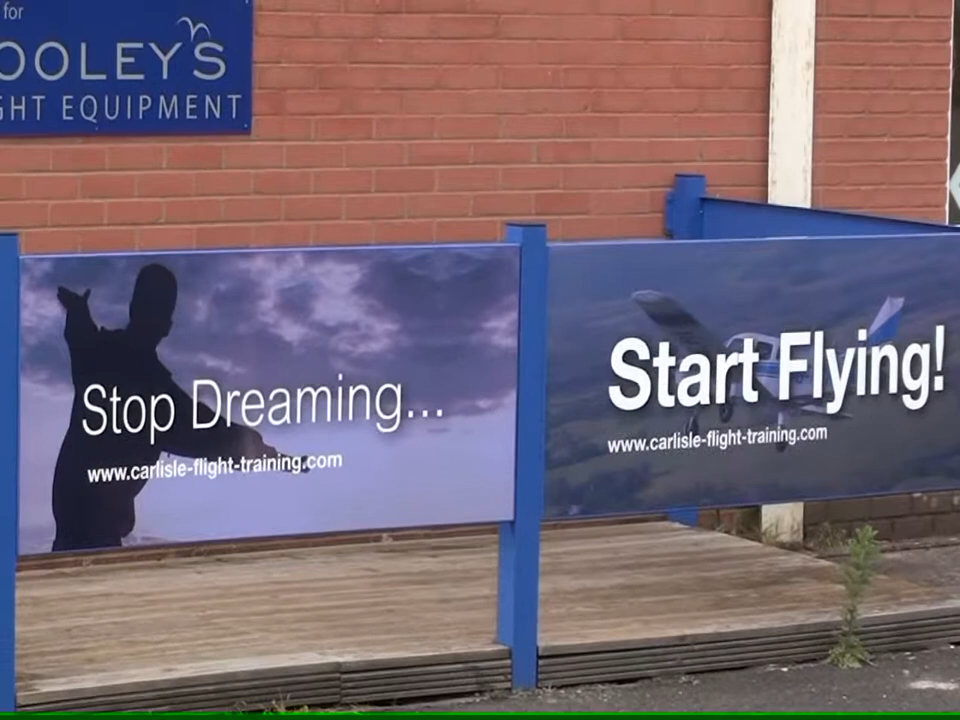 for
OOLEY'S
GHT EQUIPMENT
Stop Dreaming...
www.carlisle-flight-training.com
Start Flying!
www.carlisle-flight-training.com